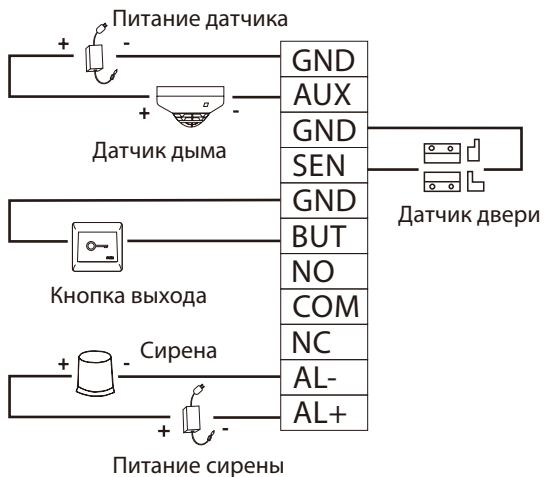 Питание датчика
+ -
GND
AUX
+ -
Датчик дыма
GND
SEN
Датчик двери
GND
BUT
Кнопка выхода
NO
COM
NC
Сирена
+ -
AL-
AL+
+ -
Питание сирены